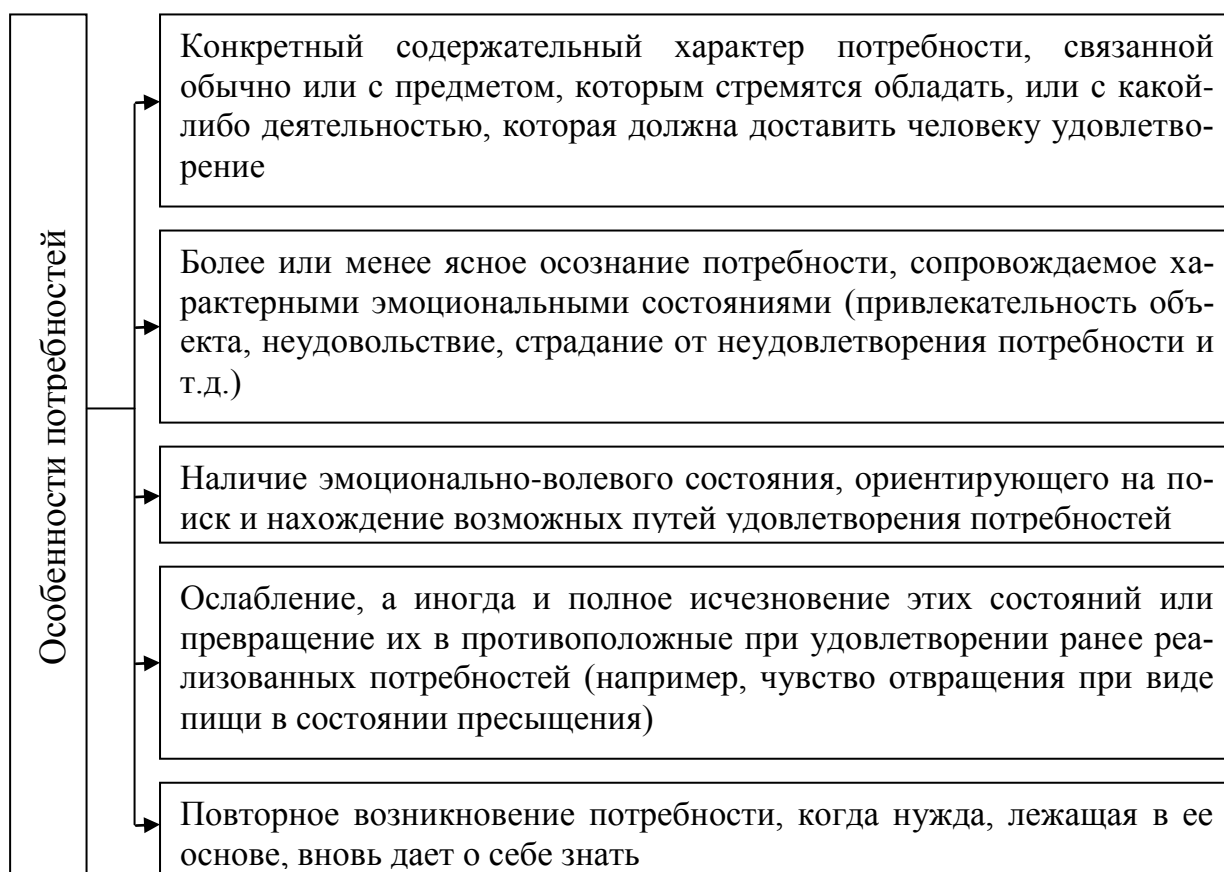 Особенности потребностей
Конкретный содержательный характер потребности, связанной
обычно или с предметом, которым стремятся обладать, или с какой-
либо деятельностью, которая должна доставить человеку удовлетво-
рение
Более или менее ясное осознание потребности, сопровождаемое ха-
рактерными эмоциональными состояниями (привлекательность объ-
екта, неудовольствие, страдание от неудовлетворения потребности и
т.д.)
Наличие эмоционально-волевого состояния, ориентирующего на по-
иск и нахождение возможных путей удовлетворения потребностей
Ослабление, а иногда и полное исчезновение этих состояний или
превращение их в противоположные при удовлетворении ранее реа-
лизованных потребностей (например, чувство отвращения при виде
пищи в состоянии пресыщения)
Повторное возникновение потребности, когда нужда, лежащая в ее
основе, вновь дает о себе знать